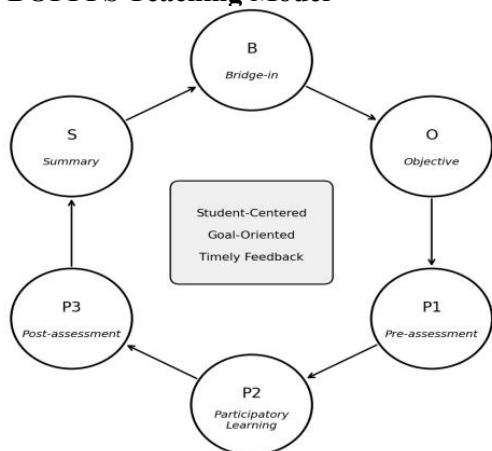 BOPPPS Teaching Model
B
Bridge-in
S
Summary
O
Objective
Student-Centered
Goal-Oriented
Timely Feedback
P3
Post-assessment
P1
Pre-assessment
P2
Participatory
Learning